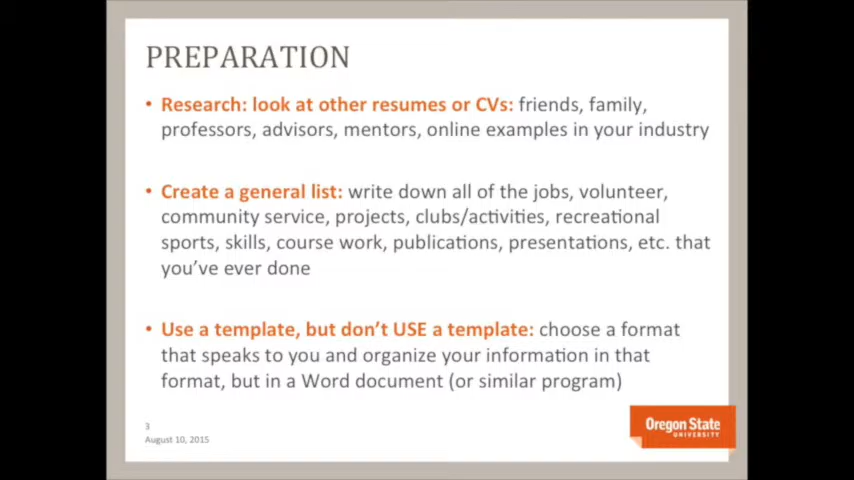 PREPARATION
• Research: look at other resumes or CVs: friends, family,
professors, advisors, mentors, online examples in your industry
• Create a general list: write down all of the jobs, volunteer,
community service, projects, clubs/activities, recreational
sports, skills, course work, publications, presentations, etc. that
you've ever done
• Use a template, but don't USE a template: choose a format
that speaks to you and organize your information in that
format, but in a Word document (or similar program)
3
August 10, 2015
Oregon State
UNIVERSITY